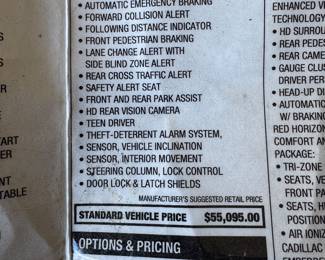 • AUTOMATIC EMERGENCY BRAKING
• FORWARD COLLISION ALERT
• FOLLOWING DISTANCE INDICATOR
• FRONT PEDESTRIAN BRAKING
• LANE CHANGE ALERT WITH
SIDE BLIND ZONE ALERT
• REAR CROSS TRAFFIC ALERT
• SAFETY ALERT SEAT
• FRONT AND REAR PARK ASSIST
• HD REAR VISION CAMERA
• TEEN DRIVER
• THEFT-DETERRENT ALARM SYSTEM,
• SENSOR, VEHICLE INCLINATION
• SENSOR, INTERIOR MOVEMENT
• STEERING COLUMN, LOCK CONTROL
• DOOR LOCK & LATCH SHIELDS
MANUFACTURER'S SUGGESTED RETAIL PRICE
STANDARD VEHICLE PRICE $55,095.00
OPTIONS & PRICING
ENHANCED V
TECHNOLOGY
• HD SURROU
• REAR PEDES
• REAR CAME
• GAUGE CLUS
DRIVER PER
• HEAD-UP DI
• AUTOMATIC
W/ BRAKING
RED HORIZON
COMFORT AN
PACKAGE:
• TRI-ZONE
• SEATS, VE
FRONT PA
• SEATS, H
POSITION
• AIR IONIZ
CADILLAC